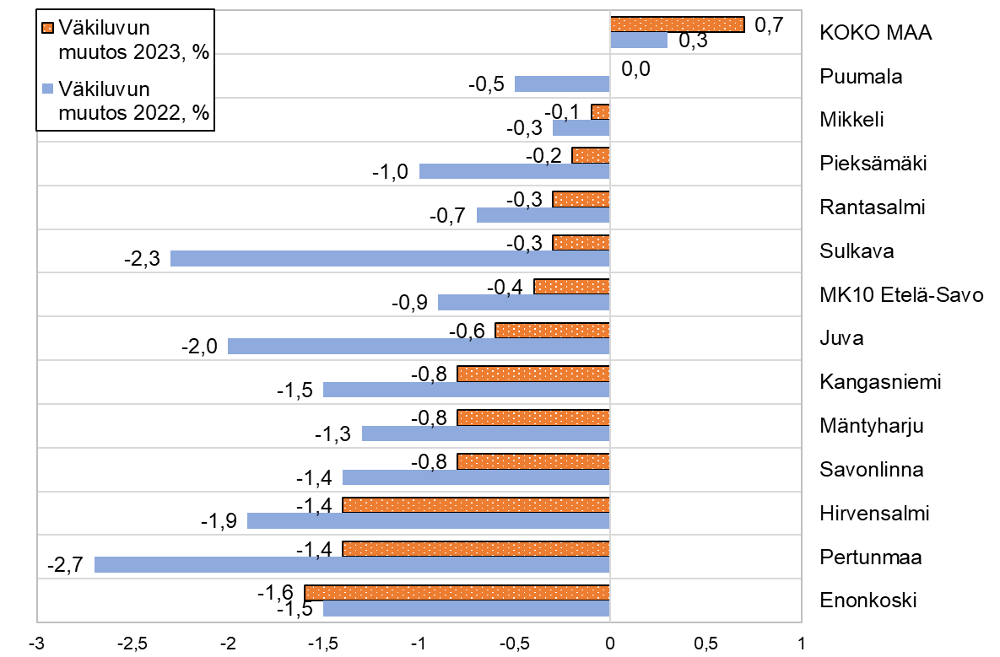 Väkiluvun
muutos 2023, %
Väkiluvun
muutos 2022, %
0,7
0,3
KOKO MAA
0,0
-0,5
Puumala
-0,1
-0,3
Mikkeli
-0,2
-1,0
Pieksämäki
-0,3
-0,7
Rantasalmi
-0,3
-2,3
Sulkava
-0,4
-0,9
MK10 Etelä-Savo
-0,6
-2,0
Juva
-0,8
-1,5
Kangasniemi
-0,8
-1,3
Mäntyharju
-0,8
-1,4
Savonlinna
-1,4
-1,9
Hirvensalmi
-1,4
-2,7
Pertunmaa
-1,6
-1,5
Enonkoski
-3 -2,5 -2 -1,5 -1 -0,5 0 0,5 1